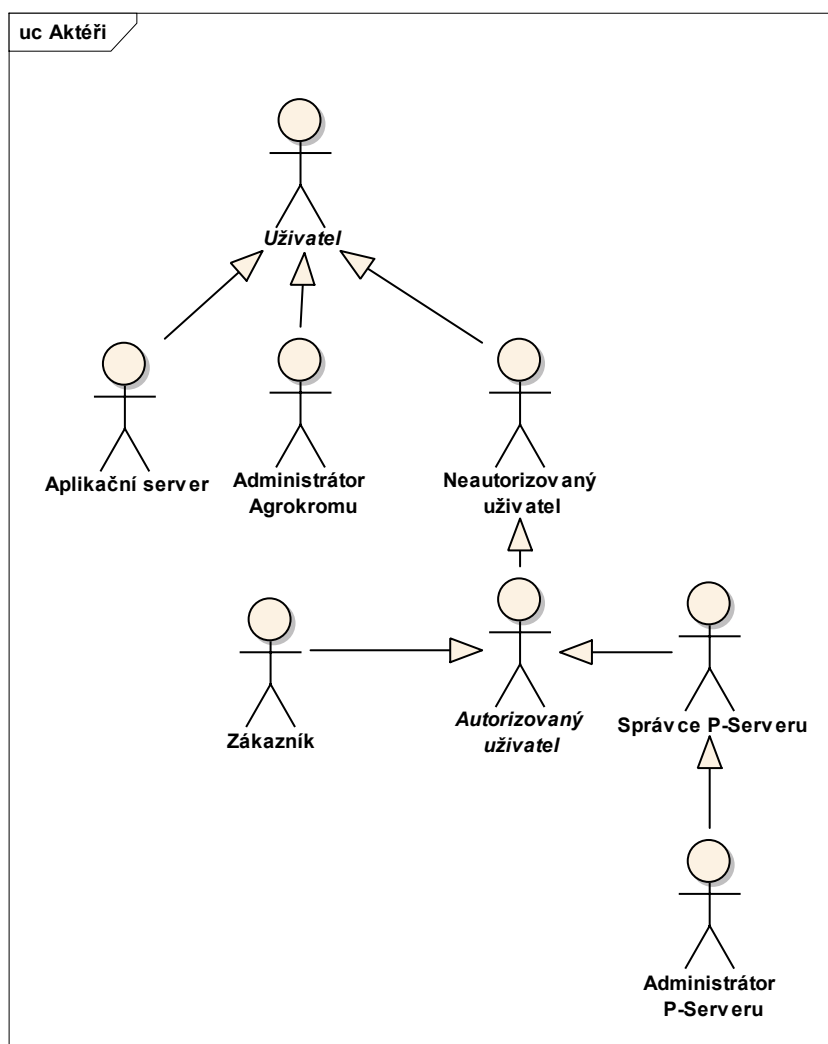 uc Aktéři
Uživatel
Aplikační server
Administrátor
Agrokromu
Neautorizovaný
uživatel
Zákazník
Autorizovaný
uživatel
Správce P-Serveru
Administrátor
P-Serveru